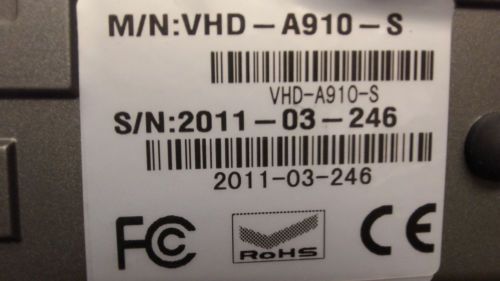 M/N:VHD-A910-S
VHD-A910-S
S/N:2011-03-246
2011-03-246
FC
RoHS
CE